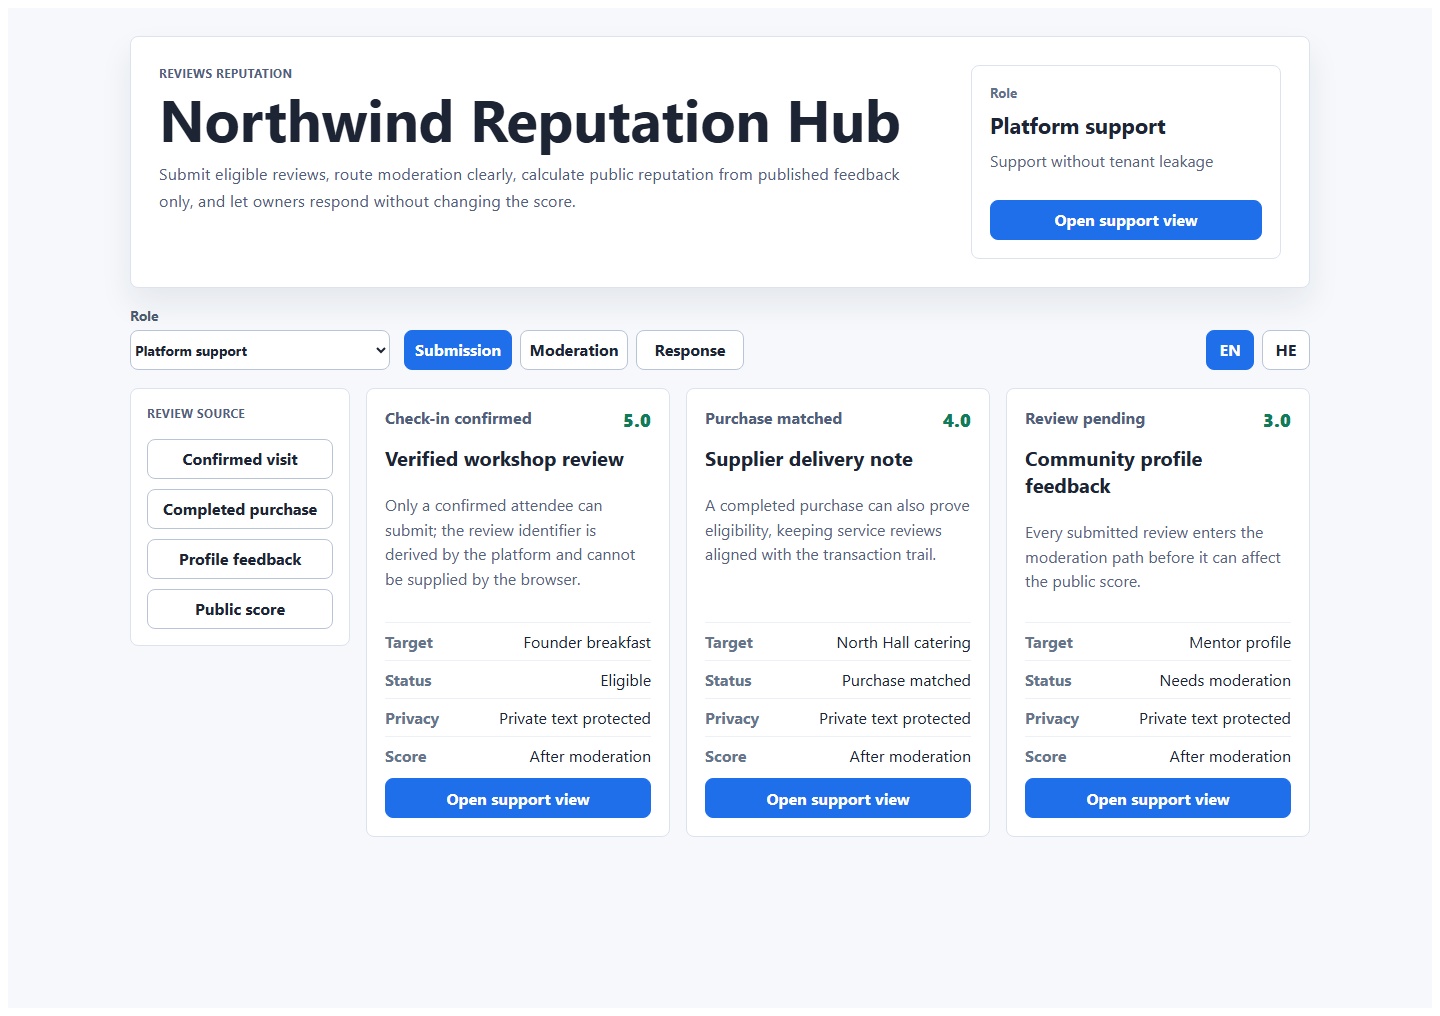 REVIEWS REPUTATION
Northwind Reputation Hub
Submit eligible reviews, route moderation clearly, calculate public reputation from published feedback
only, and let owners respond without changing the score.
Role
Platform support
Support without tenant leakage
Open support view
Role
Platform support
Submission
Moderation
Response
EN
HE
REVIEW SOURCE
Confirmed visit
Completed purchase
Profile feedback
Public score
Check-in confirmed 5.0
Verified workshop review
Only a confirmed attendee can
submit; the review identifier is
derived by the platform and cannot
be supplied by the browser.
Target Founder breakfast
Status Eligible
Privacy Private text protected
Score After moderation
Open support view
Purchase matched 4.0
Supplier delivery note
A completed purchase can also prove
eligibility, keeping service reviews
aligned with the transaction trail.
Target North Hall catering
Status Purchase matched
Privacy Private text protected
Score After moderation
Open support view
Review pending 3.0
Community profile
feedback
Every submitted review enters the
moderation path before it can affect
the public score.
Target Mentor profile
Status Needs moderation
Privacy Private text protected
Score After moderation
Open support view